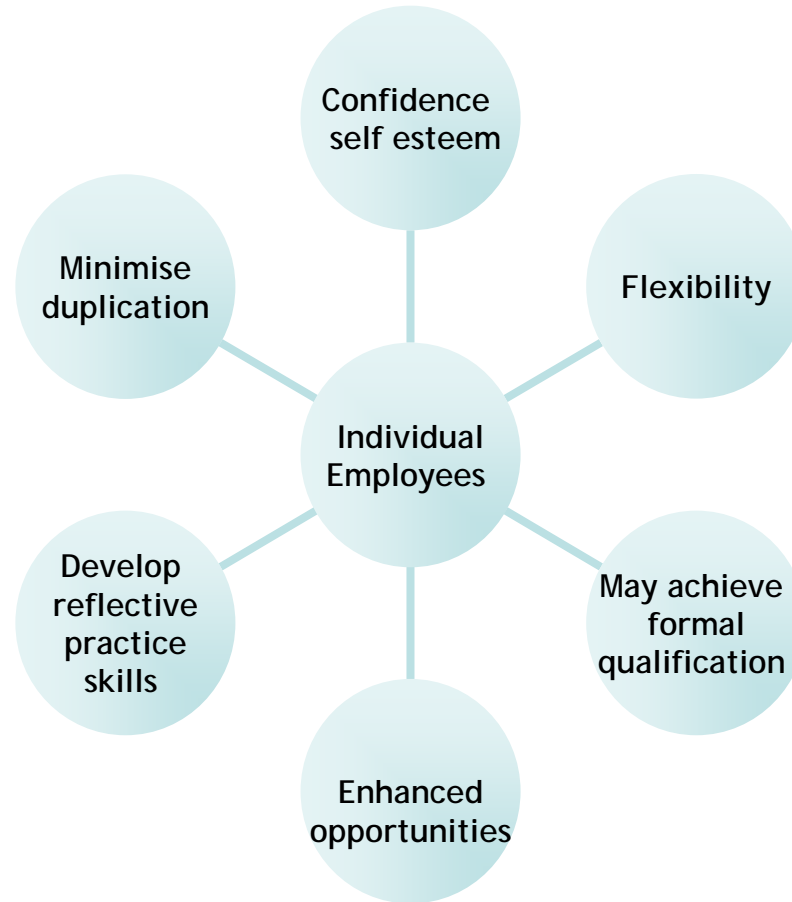 Confidence
self esteem
Flexibility
May achieve
formal
qualification
Enhanced
opportunities
Develop
reflective
practice
skills
Minimise
duplication
Individual
Employees